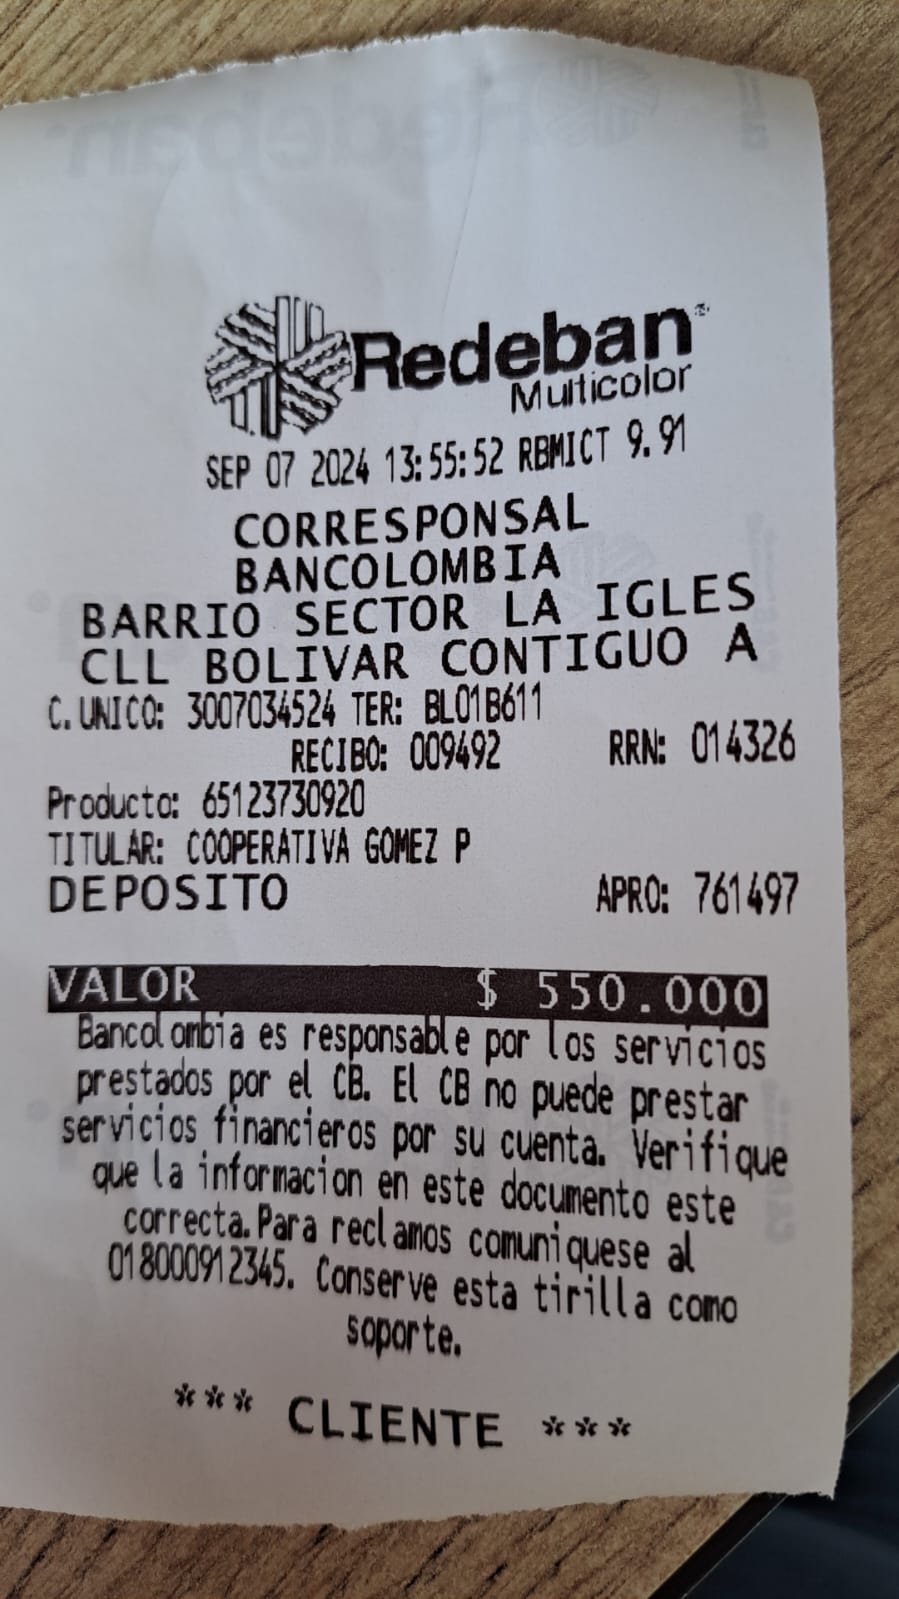 Redeban
Multicolor
SEP 07 2024 13:55:52 RBMICT 9.91
CORRESPONSAL
BANCOLOMBIA
BARRIO SECTOR LA IGLES
CLL BOLIVAR CONTIGUO A
C.UNICO: 3007034524 TER: BL01B611
RECIBO: 009492 RRN: 014326
Producto: 65123730920
TITULAR: COOPERATIVA GOMEZ P
DEPOSITO APRO: 761497
VALOR $ 550.000
Bancolombia es responsable por los servicios
prestados por el CB. El CB no puede prestar
servicios financieros por su cuenta. Verifique
que la informacion en este documento este
correcta.Para reclamos comuniquese al
018000912345. Conserve esta tirilla como
soporte.
*** CLIENTE ***